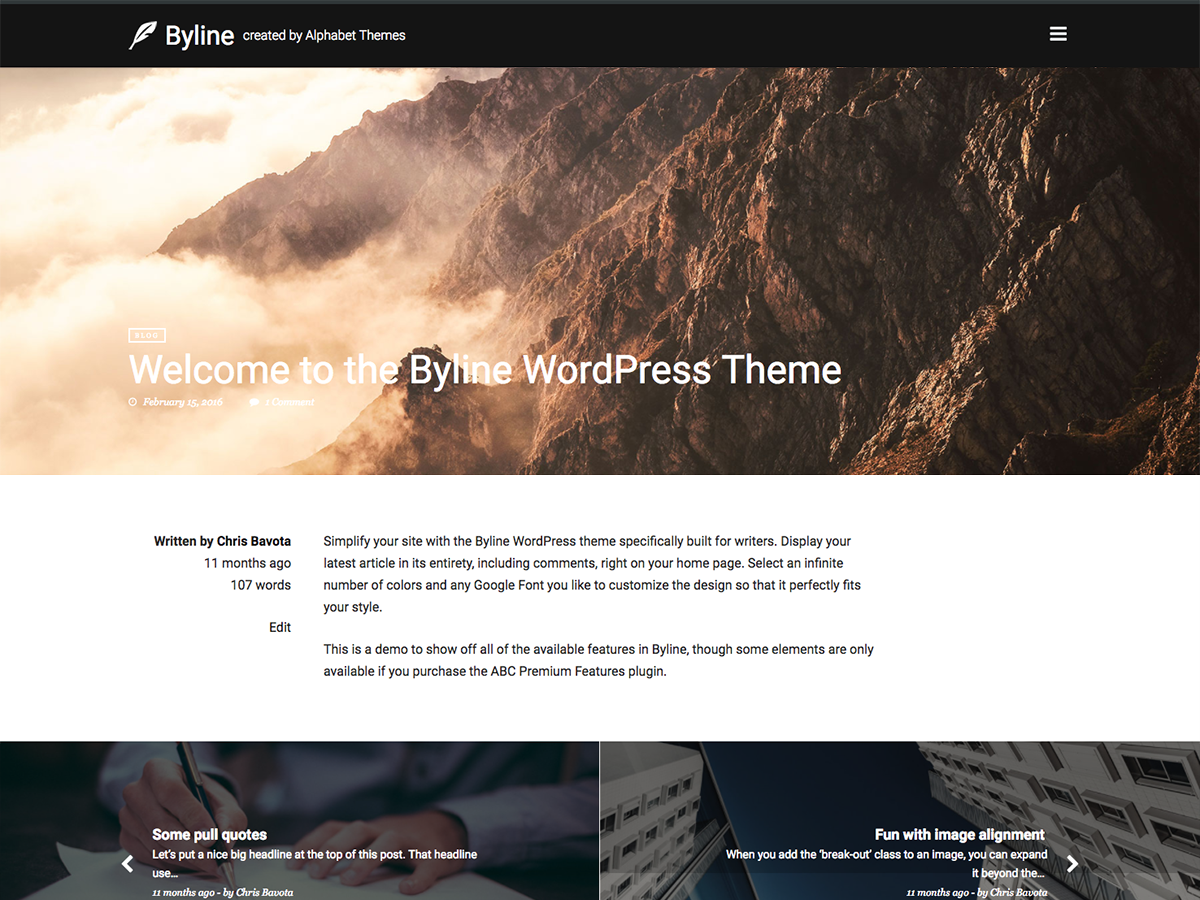 Byline created by Alphabet Themes
BLOG
Welcome to the Byline WordPress Theme
February 15, 2016 1 Comment
Written by Chris Bavota
11 months ago
107 words
Edit
Simplify your site with the Byline WordPress theme specifically built for writers. Display your
latest article in its entirety, including comments, right on your home page. Select an infinite
number of colors and any Google Font you like to customize the design so that it perfectly fits
your style.
This is a demo to show off all of the available features in Byline, though some elements are only
available if you purchase the ABC Premium Features plugin.
Some pull quotes
Let’s put a nice big headline at the top of this post. That headline
use...
11 months ago - by Chris Bavota
Fun with image alignment
When you add the ‘break-out’ class to an image, you can expand
it beyond the...
11 months ago - by Chris Bavota